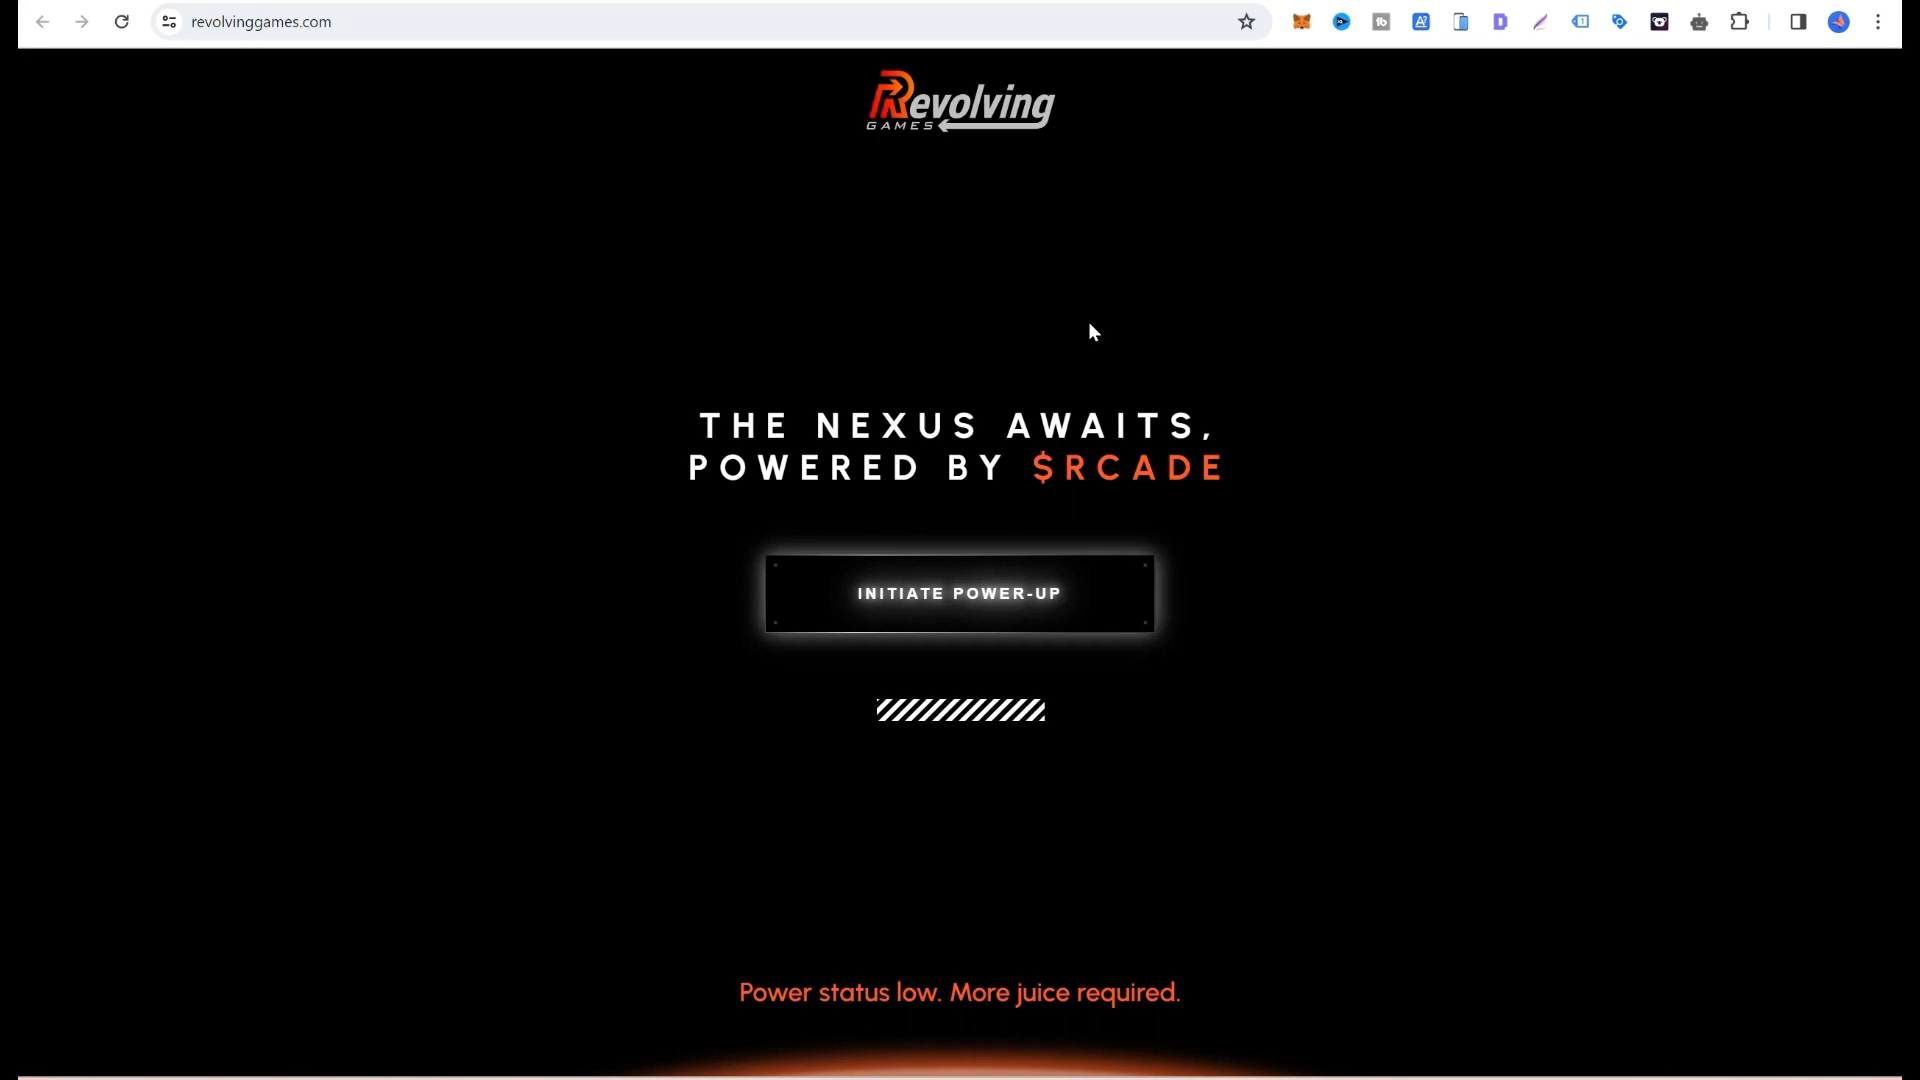 revolvinggames.com
Revolving
GAMES
THE NEXUS AWAITS,
POWERED BY $RCADE
INITIATE POWER-UP
Power status low. More juice required.